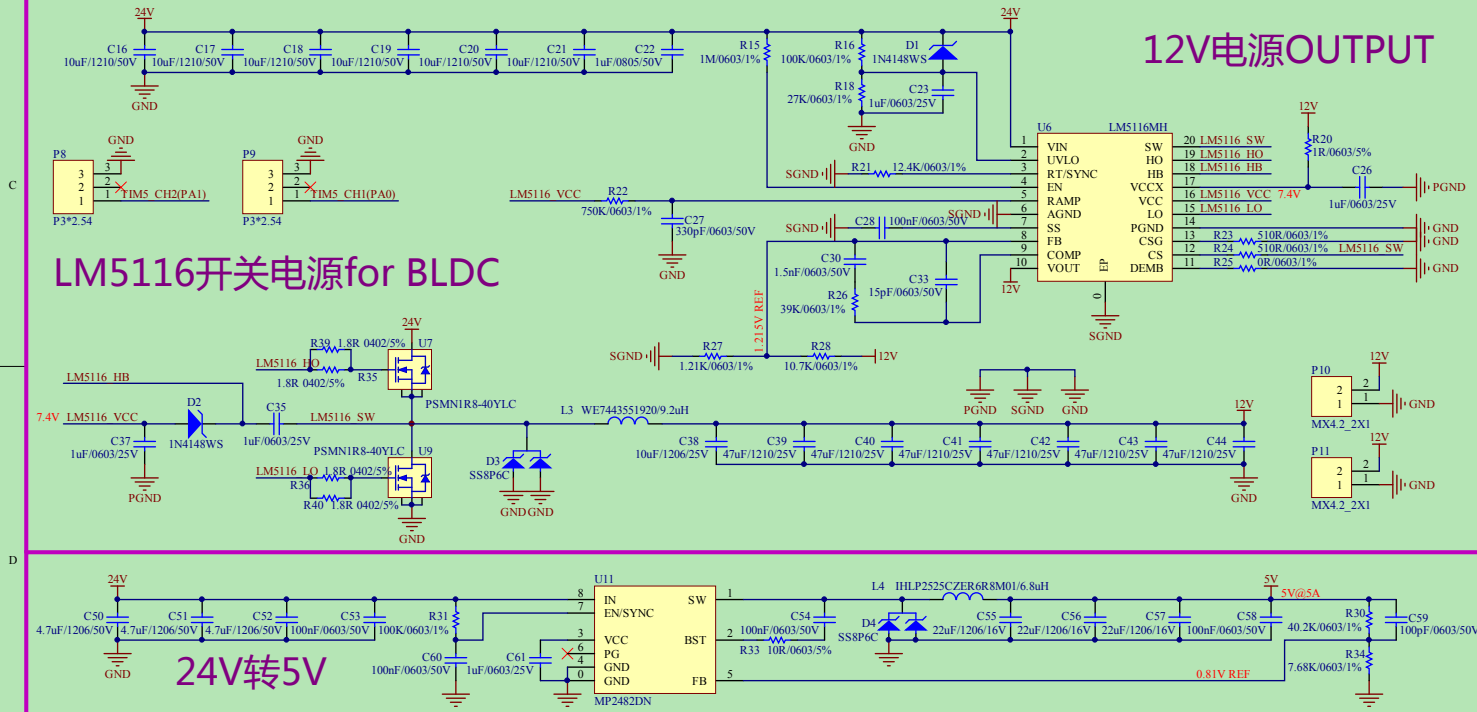 24V
C16
10uF/1210/50V
C17
10uF/1210/50V
C18
10uF/1210/50V
C19
10uF/1210/50V
C20
10uF/1210/50V
C21
10uF/1210/50V
C22
1uF/0805/50V
GND
R15
1M/0603/1%
R16
100K/0603/1%
D1
1N4148WS
R18
27K/0603/1%
C23
1uF/0603/25V
GND
24V
12V电源OUTPUT
C
P8
3
2
1
P3*2.54
GND
3
2
1
TIM5_CH2(PA1)
P9
3
2
1
P3*2.54
GND
3
2
1
TIM5_CH1(PA0)
LM5116开关电源for BLDC
LM5116_VCC
R22
750K/0603/1%
C27
330pF/0603/50V
GND
SGND
R21
12.4K/0603/1%
SGND
SGND
C28
100nF/0603/50V
C30
1.5nF/0603/50V
R26
39K/0603/1%
C33
15pF/0603/50V
1.215V REF
SGND
R27
1.21K/0603/1%
R28
10.7K/0603/1%
12V
U6
LM5116MH
1
VIN
2
UVLO
3
RT/SYNC
4
EN
5
RAMP
6
AGND
7
SS
8
FB
9
COMP
10
VOUT
12V
EP
0
SGND
SW
20
LM5116_SW
HO
19
LM5116_HO
HB
18
LM5116_HB
VCCX
17
VCC
16
LM5116_VCC
7.4V
LO
15
LM5116_LO
PGND
14
GND
CSG
13
R23
510R/0603/1%
GND
CS
12
R24
510R/0603/1%
LM5116_SW
DEMB
11
R25
0R/0603/1%
GND
12V
R20
1R/0603/5%
C26
1uF/0603/25V
PGND
24V
R39
1.8R 0402/5%
U7
LM5116_HO
1.8R 0402/5%
R35
PSMN1R8-40YLC
LM5116_HB
7.4V
LM5116_VCC
D2
1N4148WS
C35
1uF/0603/25V
LM5116_SW
C37
1uF/0603/25V
PGND
PSMN1R8-40YLC
U9
LM5116_LO
1.8R 0402/5%
R36
R40
1.8R 0402/5%
GND
D3
SS8P6C
GND
GND
L3
WE7443551920/9.2uH
C38
10uF/1206/25V
C39
47uF/1210/25V
C40
47uF/1210/25V
C41
47uF/1210/25V
C42
47uF/1210/25V
C43
47uF/1210/25V
C44
47uF/1210/25V
12V
GND
PGND
SGND
GND
P10
2
1
MX4.2_2X1
12V
2
1
GND
P11
2
1
MX4.2_2X1
12V
2
1
GND
D
24V
C50
4.7uF/1206/50V
C51
4.7uF/1206/50V
C52
4.7uF/1206/50V
C53
100nF/0603/50V
R31
100K/0603/1%
GND
24V转5V
C60
100nF/0603/50V
C61
1uF/0603/25V
U11
8
IN
7
EN/SYNC
3
VCC
6
PG
4
GND
0
GND
SW
1
BST
2
FB
5
MP2482DN
C54
100nF/0603/50V
R33
10R/0603/5%
D4
SS8P6C
L4
IHLP2525CZER6R8M01/6.8uH
C55
22uF/1206/16V
C56
22uF/1206/16V
C57
22uF/1206/16V
C58
100nF/0603/50V
5V
5V@5A
R30
40.2K/0603/1%
C59
100pF/0603/50V
R34
7.68K/0603/1%
0.81V REF